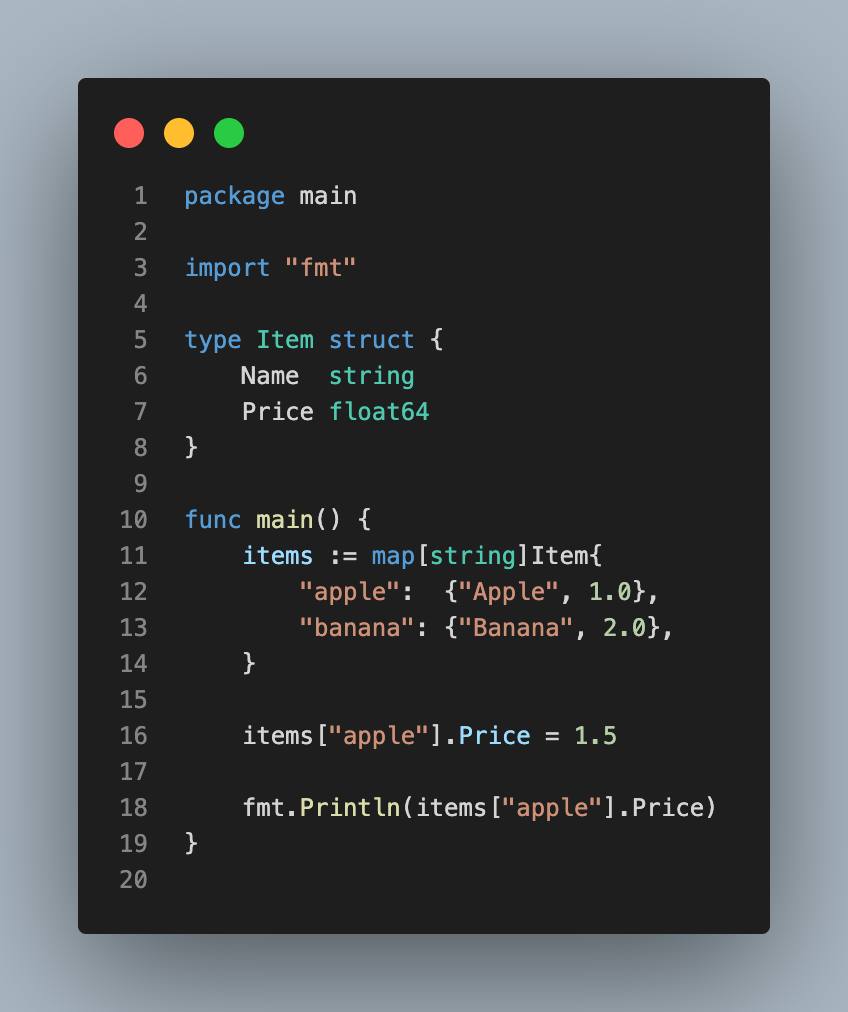 1 package main
2
3 import "fmt"
4
5 type Item struct {
6     Name  string
7     Price float64
8 }
9
10 func main() {
11     items := map[string]Item{
12         "apple":  {"Apple", 1.0},
13         "banana": {"Banana", 2.0},
14     }
15
16     items["apple"].Price = 1.5
17
18     fmt.Println(items["apple"].Price)
19 }
20